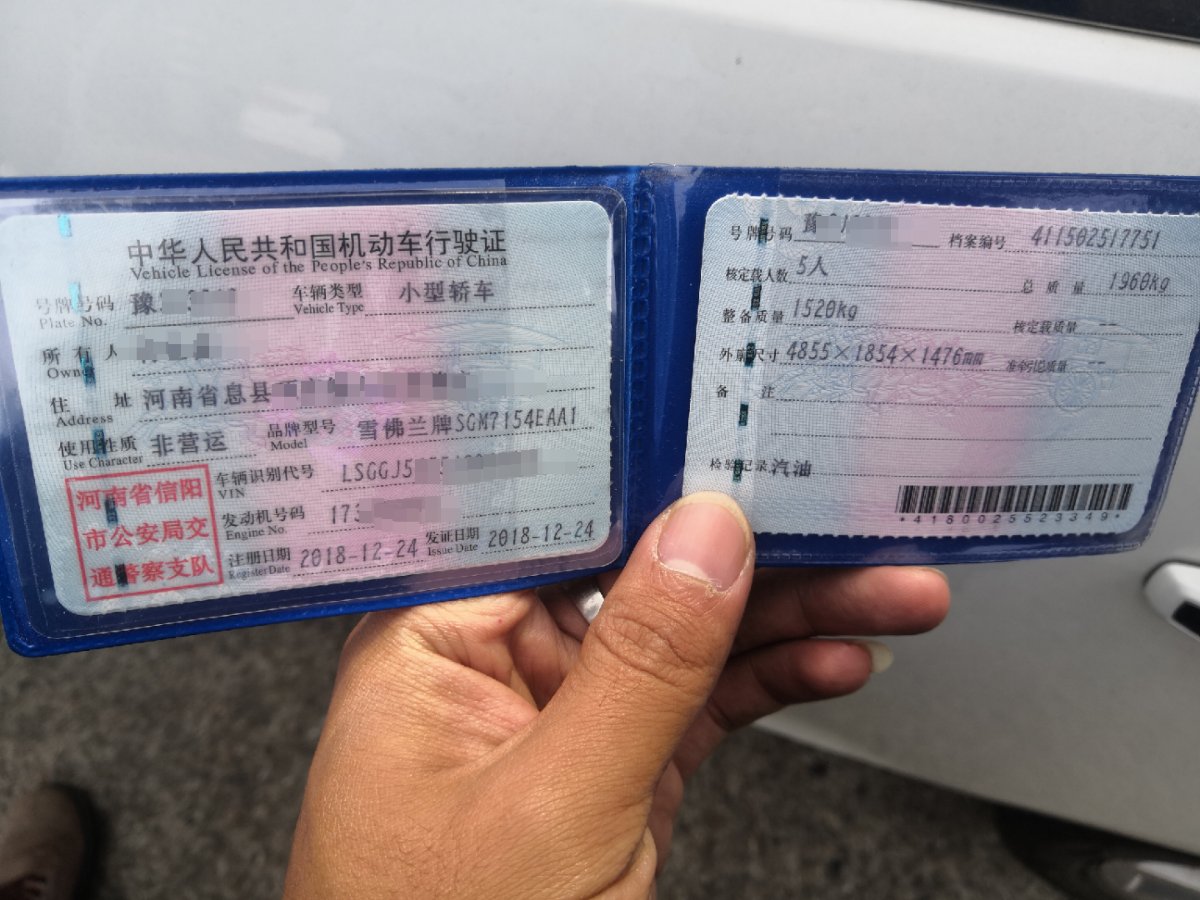 中华人民共和国机动车行驶证
Vehicle License of the People's Republic of China
号牌号码 豫 车辆类型 小型轿车
Plate No. Vehicle Type
所有人
Owner
住址 河南省息县
Address
使用性质 非营运 品牌型号 雪佛兰牌SGM7154EAA1
Use Character Model
车辆识别代号 LSGGJ5
VIN
发动机号码 173
Engine No.
河南省信阳
市公安局交
通警察支队
注册日期 2018-12-24 发证日期 2018-12-24
Register Date Issue Date
号牌号码 豫 档案编号 411502517751
核定载人数 5人 总质量 1960kg
整备质量 1520kg 核定载质量 --
外廓尺寸 4855×1854×1476mm 准牵引总质量 --
备注
检验记录 汽油
*4180025523349*